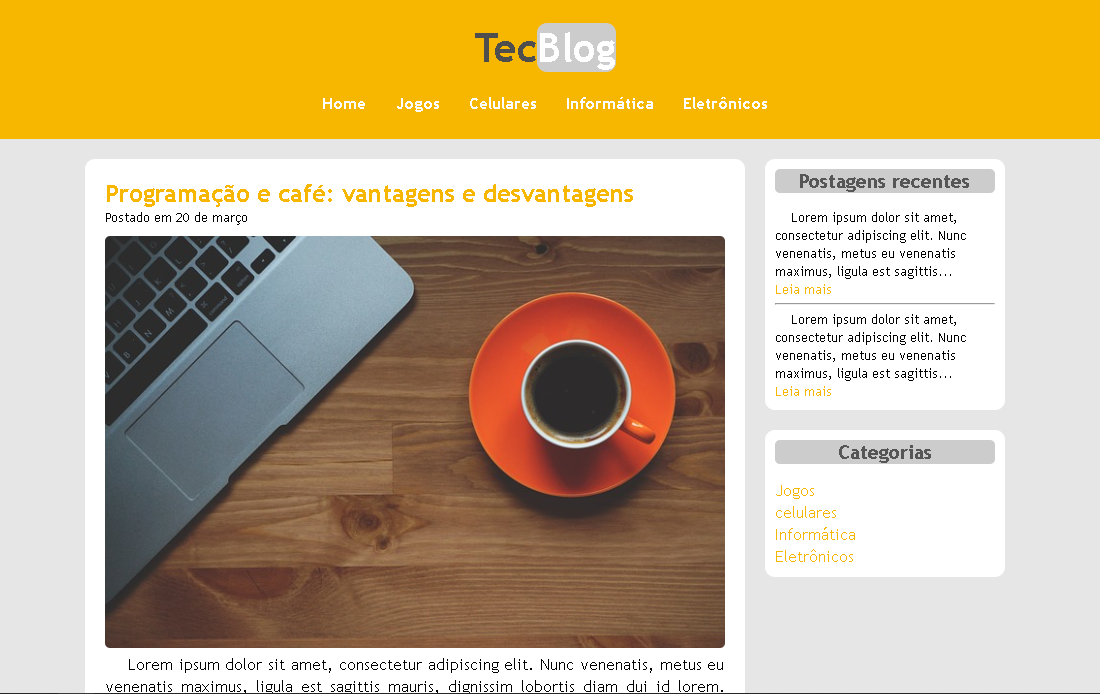 TecBlog
Home Jogos Celulares Informática Eletrônicos
Programação e café: vantagens e desvantagens
Postado em 20 de março
Lorem ipsum dolor sit amet, consectetur adipiscing elit. Nunc venenatis, metus eu
venenatis maximus, ligula est sagittis mauris, dignissim lobortis diam dui id lorem.
Postagens recentes
Lorem ipsum dolor sit amet,
consectetur adipiscing elit. Nunc
venenatis, metus eu venenatis
maximus, ligula est sagittis...
Leia mais
Lorem ipsum dolor sit amet,
consectetur adipiscing elit. Nunc
venenatis, metus eu venenatis
maximus, ligula est sagittis...
Leia mais
Categorias
Jogos
celulares
Informática
Eletrônicos